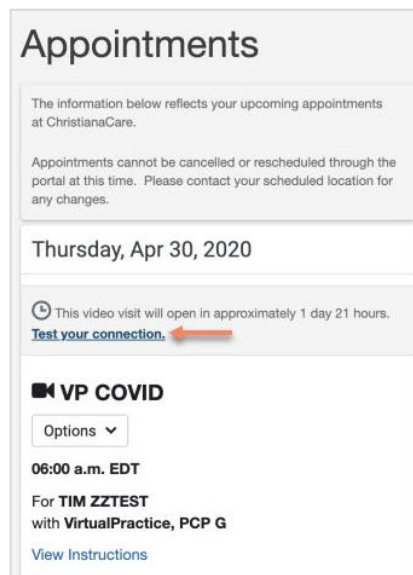 Appointments
The information below reflects your upcoming appointments
at ChristianaCare.
Appointments cannot be cancelled or rescheduled through the
portal at this time. Please contact your scheduled location for
any changes.
Thursday, Apr 30, 2020
This video visit will open in approximately 1 day 21 hours.
Test your connection.
VP COVID
Options
06:00 a.m. EDT
For TIM ZZTEST
with VirtualPractice, PCP G
View Instructions